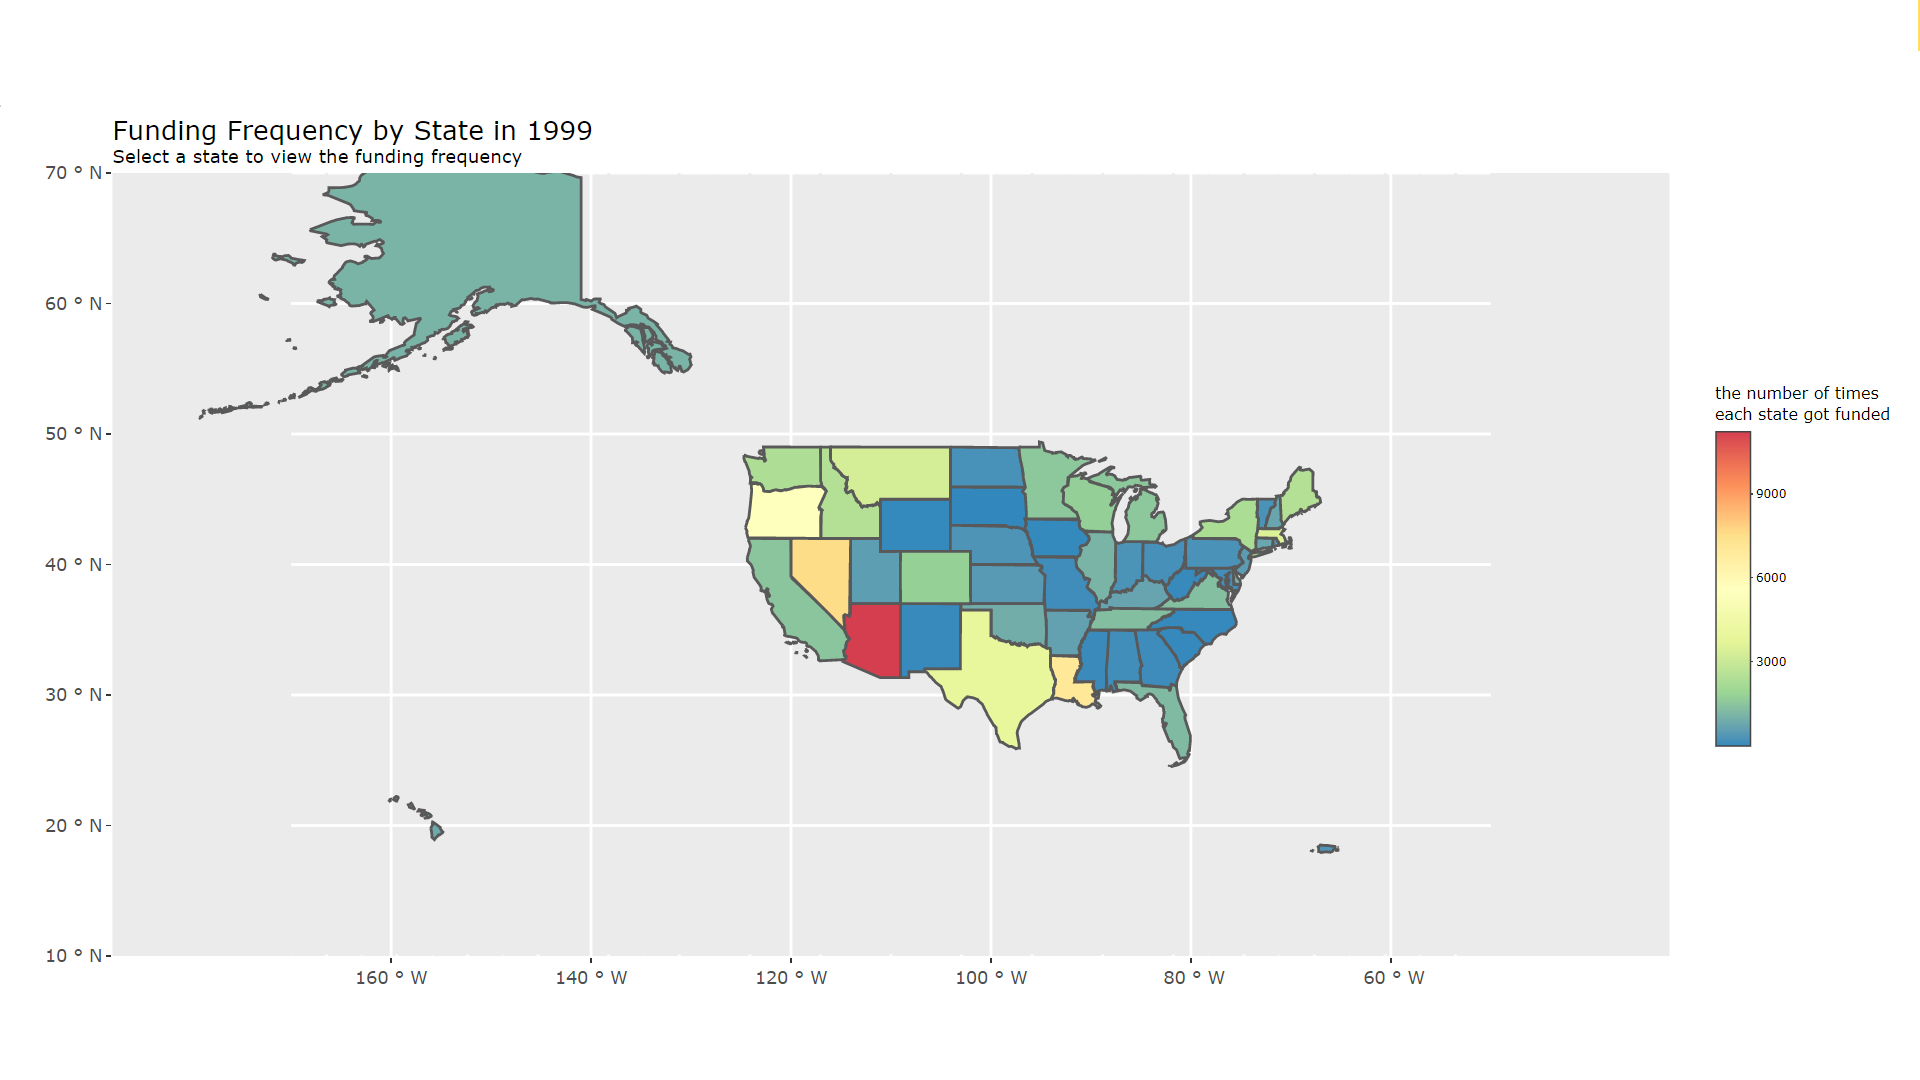 Funding Frequency by State in 1999
Select a state to view the funding frequency
70 ° N
60 ° N
50 ° N
40 ° N
30 ° N
20 ° N
10 ° N
160 ° W
140 ° W
120 ° W
100 ° W
80 ° W
60 ° W
the number of times
each state got funded
9000
6000
3000